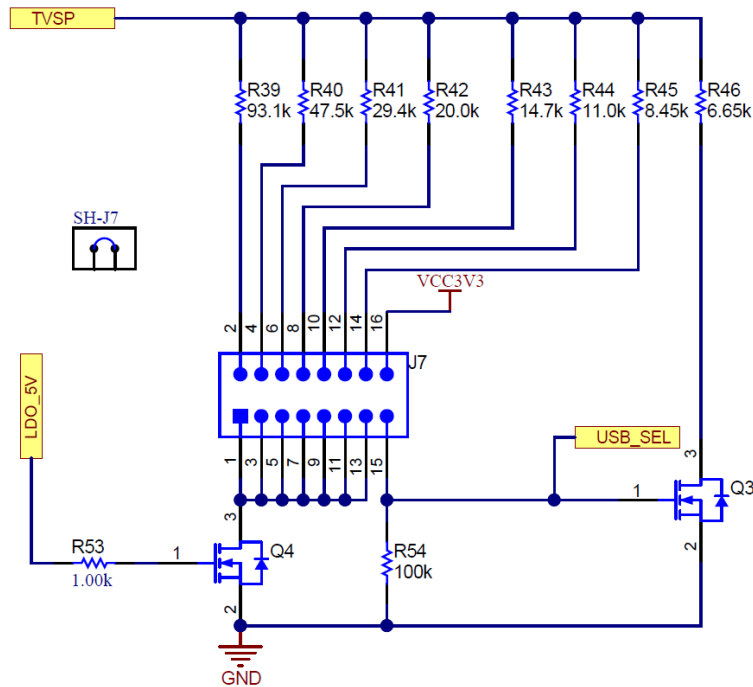 TVSP
R39
93.1k
R40
47.5k
R41
29.4k
R42
20.0k
R43
14.7k
R44
11.0k
R45
8.45k
R46
6.65k
SH-J7
VCC3V3
2
4
6
8
10
12
14
16
J7
LDO_5V
USB_SEL
1
3
5
7
9
11
13
15
3
1
Q3
2
3
R53
1.00k
1
Q4
2
R54
100k
GND